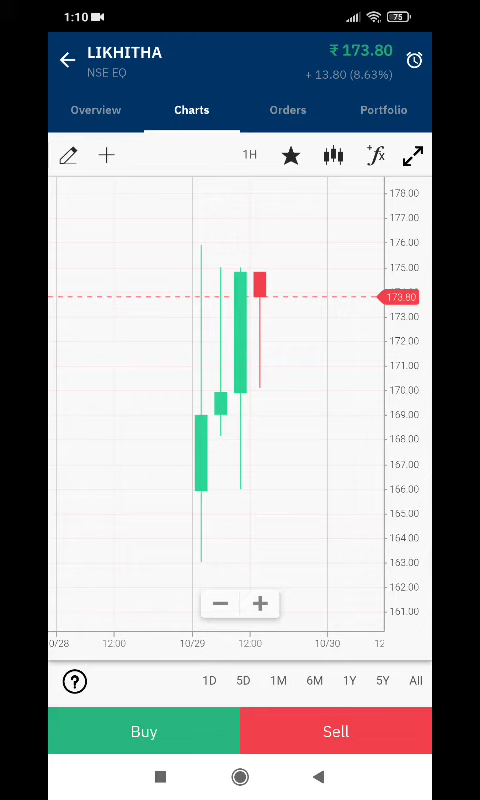 1:10 75
LIKHITHA ₹ 173.80
NSE EQ + 13.80 (8.63%)
Overview Charts Orders Portfolio
1H +fx
178.00
177.00
176.00
175.00
173.80
173.00
172.00
171.00
170.00
169.00
168.00
167.00
166.00
165.00
164.00
163.00
162.00
161.00
− +
0/28 12:00 10/29 12:00 10/30 12
? 1D 5D 1M 6M 1Y 5Y All
Buy Sell